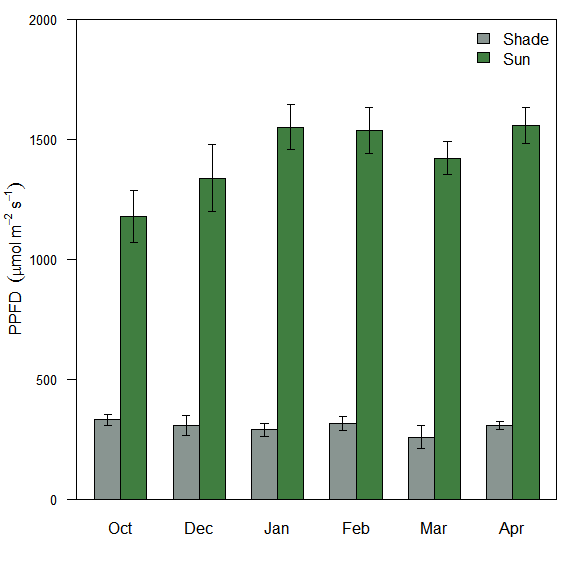 2000
1500
1000
500
0
PPFD (μmol m⁻² s⁻¹)
Shade
Sun
Oct Dec Jan Feb Mar Apr